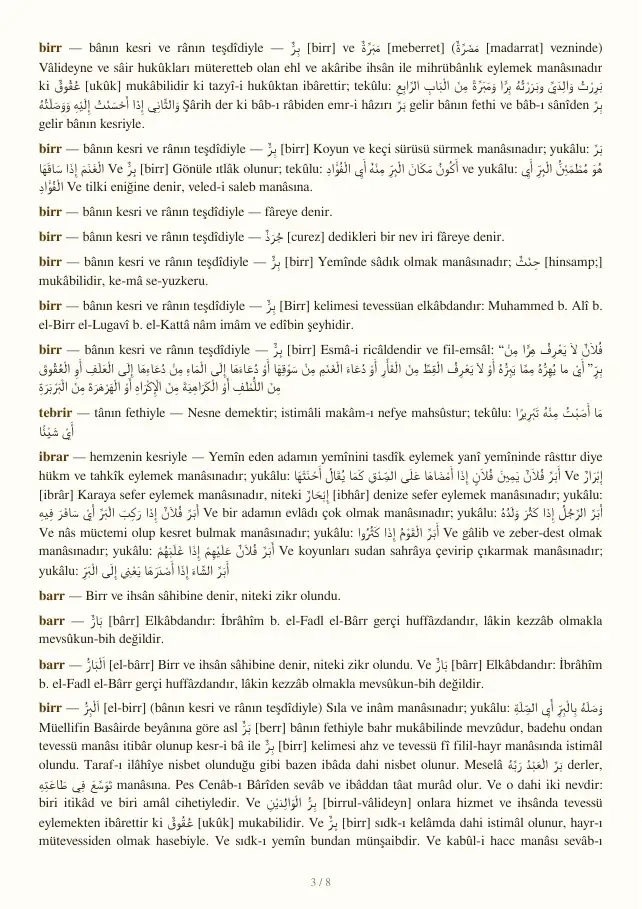 birr — bânın kesri ve rânın teşdîdiyle — بِرٌّ [birr] ve مَبَرَّةٌ [meberret] (مَضَرَّةٌ [madarrat] vezninde)
Vâlideyne ve sâir hukûkları müteretteb olan ehl ve akâribe ihsân ile mihrübânlık eylemek manâsınadır
ki عُقُوقٌ [ukûk] mukâbilidir ki tazyî-i hukûktan ibârettir; tekûlu: بَرِرْتُ وَالِدَيَّ وَبَرَرْتُهُ بِرًّا وَمَبَرَّةً مِنَ الْبَابِ الرَّابِعِ
وَالثَّانِي إِذَا أَحْسَنْتُ إِلَيْهِ وَوَصَلْتُهُ Şârih der ki bâb-ı râbiden emr-i hâzırı بَرَّ gelir bânın fethi ve bâb-ı sânîden بِرَّ
gelir bânın kesriyle.
birr — bânın kesri ve rânın teşdîdiyle — بِرٌّ [birr] Koyun ve keçi sürüsü sürmek manâsınadır; yukâlu: بَرَّ
الْغَنَمَ إِذَا سَاقَهَا Ve بِرٌّ [birr] Gönüle ıtlâk olunur; tekûlu: أَكُونُ مَكَانَ الْبِرِّ مِنْهُ أَيِ الْفُؤَادِ ve yukâlu: هُوَ مُطْمَئِنُّ الْبِرِّ أَيِ
الْفُؤَادِ Ve tilki eniğine denir, veled-i saleb manâsına.
birr — bânın kesri ve rânın teşdîdiyle — fâreye denir.
birr — bânın kesri ve rânın teşdîdiyle — جُرَذٌ [curez] dedikleri bir nev iri fâreye denir.
birr — bânın kesri ve rânın teşdîdiyle — بِرٌّ [birr] Yemînde sâdık olmak manâsınadır; حِنْثٌ [hinsamp;]
mukâbilidir, ke-mâ se-yuzkeru.
birr — bânın kesri ve rânın teşdîdiyle — بِرٌّ [Birr] kelimesi tevessüan elkâbdandır: Muhammed b. Alî b.
el-Birr el-Lugavî b. el-Kattâ nâm imâm ve edîbin şeyhidir.
birr — bânın kesri ve rânın teşdîdiyle — بِرٌّ [birr] Esmâ-i ricâldendir ve fil-emsâl: “فُلَانٌ لَا يَعْرِفُ هِرًّا مِنْ
بِرٍّ” أَيْ مَا يُهِرُّهُ مِمَّا يَبِرُّهُ أَوْ لَا يَعْرِفُ الْقِطَّ مِنَ الْفَأْرِ أَوْ دُعَاءَ الْغَنَمِ مِنْ سَوْقِهَا أَوْ دُعَاءَهَا إِلَى الْمَاءِ مِنْ دُعَاءِهَا إِلَى الْعَلَفِ أَوِ الْعُقُوقَ
مِنَ اللُّطْفِ أَوِ الْكَرَاهِيَةَ مِنَ الْإِكْرَاهِ أَوِ الْهَرْهَرَةَ مِنَ الْبَرْبَرَةِ
tebrir — tânın fethiyle — Nesne demektir; istimâli makâm-ı nefye mahsûstur; tekûlu: مَا أَصَبْتُ مِنْهُ تَبْرِيرًا
أَيْ شَيْئًا
ibrar — hemzenin kesriyle — Yemîn eden adamın yemînini tasdîk eylemek yanî yemîninde râsttır diye
hükm ve tahkîk eylemek manâsınadır; yukâlu: أَبَرَّ فُلَانٌ يَمِينَ فُلَانٍ إِذَا أَمْضَاهَا عَلَى الصِّدْقِ كَمَا يُقَالُ أَحْنَثَهَا Ve إِبْرَارٌ
[ibrâr] Karaya sefer eylemek manâsınadır, niteki إِبْحَارٌ [ibhâr] denize sefer eylemek manâsınadır; yukâlu:
أَبَرَّ فُلَانٌ إِذَا رَكِبَ الْبَرَّ أَيْ سَافَرَ فِيهِ Ve bir adamın evlâdı çok olmak manâsınadır; yukâlu: أَبَرَّ الرَّجُلُ إِذَا كَثُرَ وَلَدُهُ
Ve nâs müctemi olup kesret bulmak manâsınadır; yukâlu: أَبَرَّ الْقَوْمُ إِذَا كَثُرُوا Ve gâlib ve zeber-dest olmak
manâsınadır; yukâlu: أَبَرَّ فُلَانٌ عَلَيْهِمْ إِذَا غَلَبَهُمْ Ve koyunları sudan sahrâya çevirip çıkarmak manâsınadır;
yukâlu: أَبَرَّ الشَّاءَ إِذَا أَصْدَرَهَا يَعْنِي إِلَى الْبَرِّ
barr — Birr ve ihsân sâhibine denir, niteki zikr olundu.
barr — بَارٌّ [bârr] Elkâbdandır: İbrâhîm b. el-Fadl el-Bârr gerçi huffâzdandır, lâkin kezzâb olmakla
mevsûkun-bih değildir.
barr — اَلْبَارُّ [el-bârr] Birr ve ihsân sâhibine denir, niteki zikr olundu. Ve بَارٌّ [bârr] Elkâbdandır: İbrâhîm
b. el-Fadl el-Bârr gerçi huffâzdandır, lâkin kezzâb olmakla mevsûkun-bih değildir.
birr — اَلْبِرُّ [el-birr] (bânın kesri ve rânın teşdîdiyle) Sıla ve inâm manâsınadır; yukâlu: وَصَلَهُ بِالْبِرِّ أَيِ الصِّلَةِ
Müellifin Basâirde beyânına göre asl بَرٌّ [berr] bânın fethiyle bahr mukâbilinde mevzûdur, badehu ondan
tevessü manâsı itibâr olunup kesr-i bâ ile بِرٌّ [birr] kelimesi ahz ve tevessü fî filil-hayr manâsında istimâl
olundu. Taraf-ı ilâhîye nisbet olunduğu gibi bazen ibâda dahi nisbet olunur. Meselâ بَرَّ الْعَبْدُ رَبَّهُ derler,
تَوَسَّعَ فِي طَاعَتِهِ manâsına. Pes Cenâb-ı Bârîden sevâb ve ibâddan tâat murâd olur. Ve o dahi iki nevdir:
biri itikâd ve biri amâl cihetiyledir. Ve بِرُّ الْوَالِدَيْنِ [birrul-vâlideyn] onlara hizmet ve ihsânda tevessü
eylemekten ibârettir ki عُقُوقٌ [ukûk] mukabilidir. Ve بِرٌّ [birr] sıdk-ı kelâmda dahi istimâl olunur, hayr-ı
mütevessiden olmak hasebiyle. Ve sıdk-ı yemîn bundan münşaibdir. Ve kabûl-i hacc manâsı sevâb-ı
3 / 8